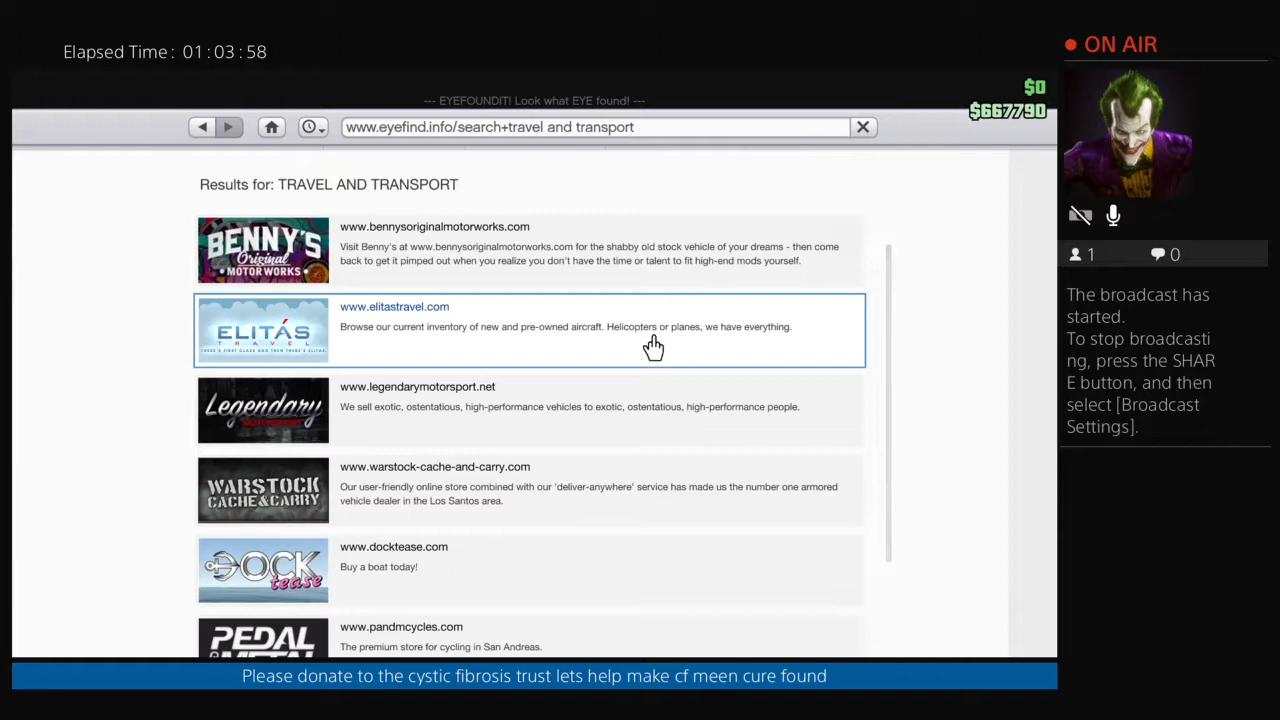 Elapsed Time: 01:03:58
ON AIR
--- EYEFOUNDIT! Look what EYE found! ---
$0
$667790
www.eyefind.info/search+travel and transport
Results for: TRAVEL AND TRANSPORT
BENNY'S
Original
MOTORWORKS
www.bennysoriginalmotorworks.com
Visit Benny's at www.bennysoriginalmotorworks.com for the shabby old stock vehicle of your dreams - then come
back to get it pimped out when you realize you don't have the time or talent to fit high-end mods yourself.
ELITÁS
TRAVEL
THERE'S FIRST CLASS AND THEN THERE'S ELITÁS.
www.elitastravel.com
Browse our current inventory of new and pre-owned aircraft. Helicopters or planes, we have everything.
Legendary
MOTORSPORT
www.legendarymotorsport.net
We sell exotic, ostentatious, high-performance vehicles to exotic, ostentatious, high-performance people.
WARSTOCK
CACHE&CARRY
www.warstock-cache-and-carry.com
Our user-friendly online store combined with our 'deliver-anywhere' service has made us the number one armored
vehicle dealer in the Los Santos area.
DOCK
tease
www.docktease.com
Buy a boat today!
PEDAL
www.pandmcycles.com
The premium store for cycling in San Andreas.
1
0
The broadcast has
started.
To stop broadcasti
ng, press the SHAR
E button, and then
select [Broadcast
Settings].
Please donate to the cystic fibrosis trust lets help make cf meen cure found